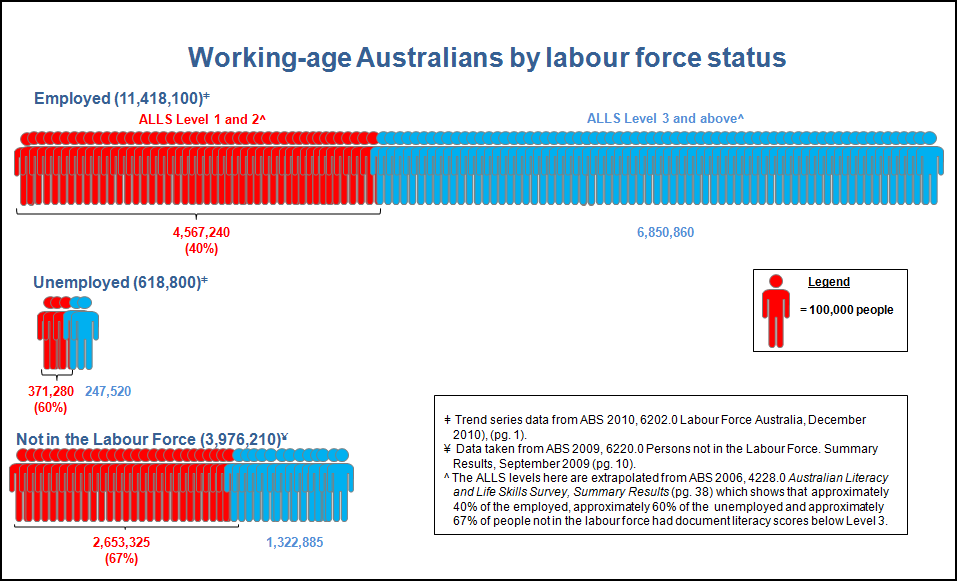 Working-age Australians by labour force status
Employed (11,418,100)ǂ
ALLS Level 1 and 2^
ALLS Level 3 and above^
4,567,240
(40%)
6,850,860
Unemployed (618,800)ǂ
371,280
(60%)
247,520
Legend
= 100,000 people
Not in the Labour Force (3,976,210)¥
2,653,325
(67%)
1,322,885
ǂ Trend series data from ABS 2010, 6202.0 Labour Force Australia, December
2010), (pg. 1).
¥ Data taken from ABS 2009, 6220.0 Persons not in the Labour Force. Summary
Results, September 2009 (pg. 10).
^ The ALLS levels here are extrapolated from ABS 2006, 4228.0 Australian Literacy
and Life Skills Survey, Summary Results (pg. 38) which shows that approximately
40% of the employed, approximately 60% of the unemployed and approximately
67% of people not in the labour force had document literacy scores below Level 3.